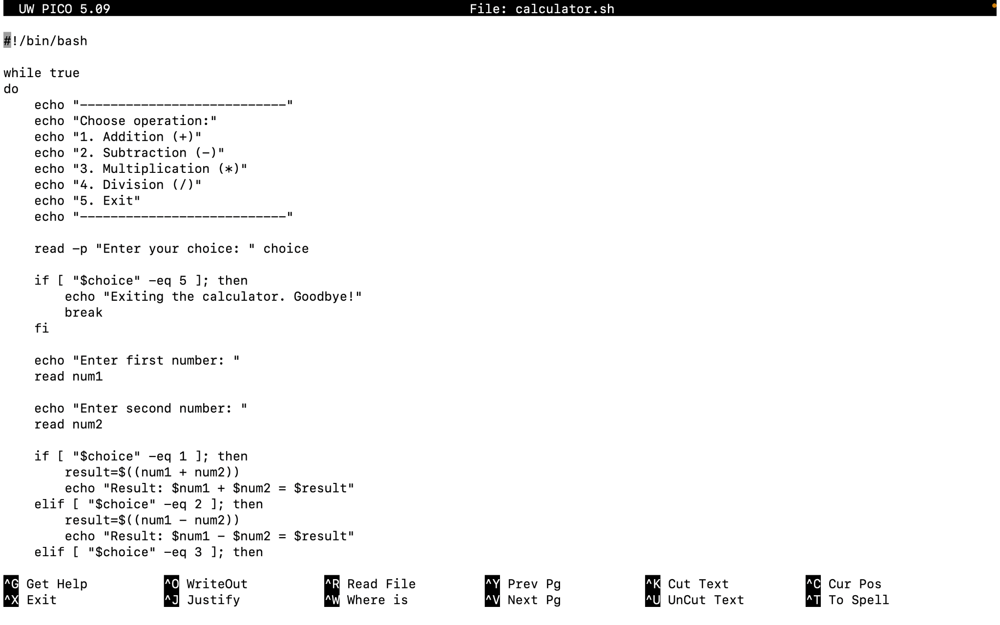 UW PICO 5.09 File: calculator.sh
#!/bin/bash
while true
do
    echo "---------------------------"
    echo "Choose operation:"
    echo "1. Addition (+)"
    echo "2. Subtraction (-)"
    echo "3. Multiplication (*)"
    echo "4. Division (/)"
    echo "5. Exit"
    echo "---------------------------"
    read -p "Enter your choice: " choice
    if [ "$choice" -eq 5 ]; then
        echo "Exiting the calculator. Goodbye!"
        break
    fi
    echo "Enter first number: "
    read num1
    echo "Enter second number: "
    read num2
    if [ "$choice" -eq 1 ]; then
        result=$((num1 + num2))
        echo "Result: $num1 + $num2 = $result"
    elif [ "$choice" -eq 2 ]; then
        result=$((num1 - num2))
        echo "Result: $num1 - $num2 = $result"
    elif [ "$choice" -eq 3 ]; then
^G Get Help ^O WriteOut ^R Read File ^Y Prev Pg ^K Cut Text ^C Cur Pos
^X Exit ^J Justify ^W Where is ^V Next Pg ^U UnCut Text ^T To Spell